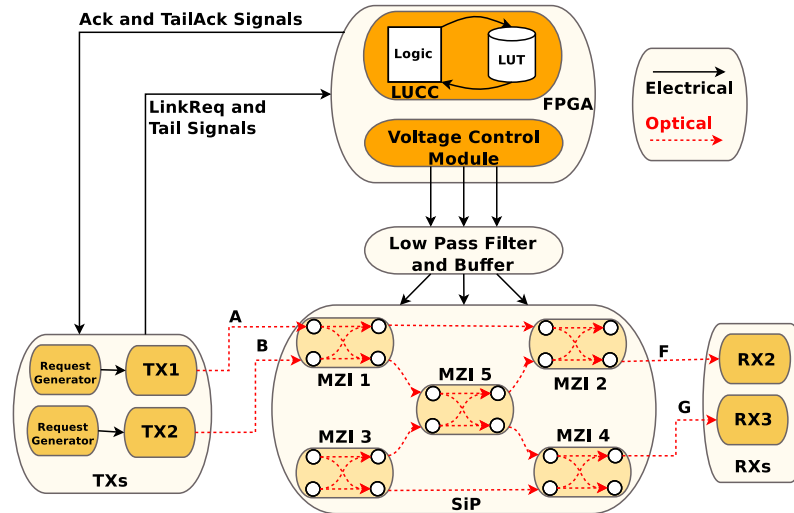 Ack and TailAck Signals
Logic
LUT
LUCC
FPGA
LinkReq and
Tail Signals
Voltage Control
Module
Electrical
Optical
Low Pass Filter
and Buffer
A
B
Request
Generator
TX1
Request
Generator
TX2
TXs
MZI 1
MZI 5
MZI 2
MZI 3
MZI 4
SiP
F
G
RX2
RX3
RXs